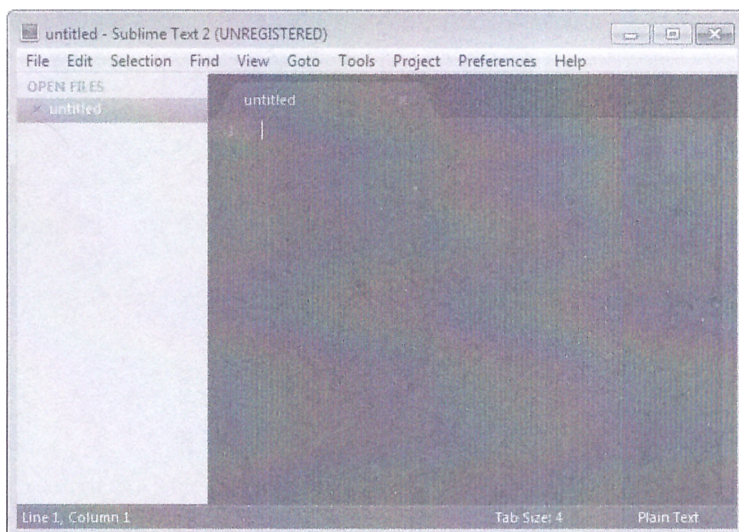 untitled - Sublime Text 2 (UNREGISTERED)
File Edit Selection Find View Goto Tools Project Preferences Help
OPEN FILES
× untitled
untitled ×
1
Line 1, Column 1 Tab Size: 4 Plain Text